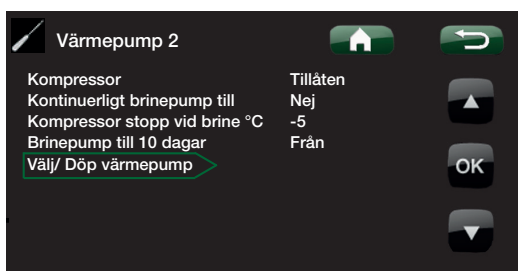 Värmepump 2
Kompressor Tillåten
Kontinuerligt brinepump till Nej
Kompressor stopp vid brine °C -5
Brinepump till 10 dagar Från
Välj/ Döp värmepump
OK